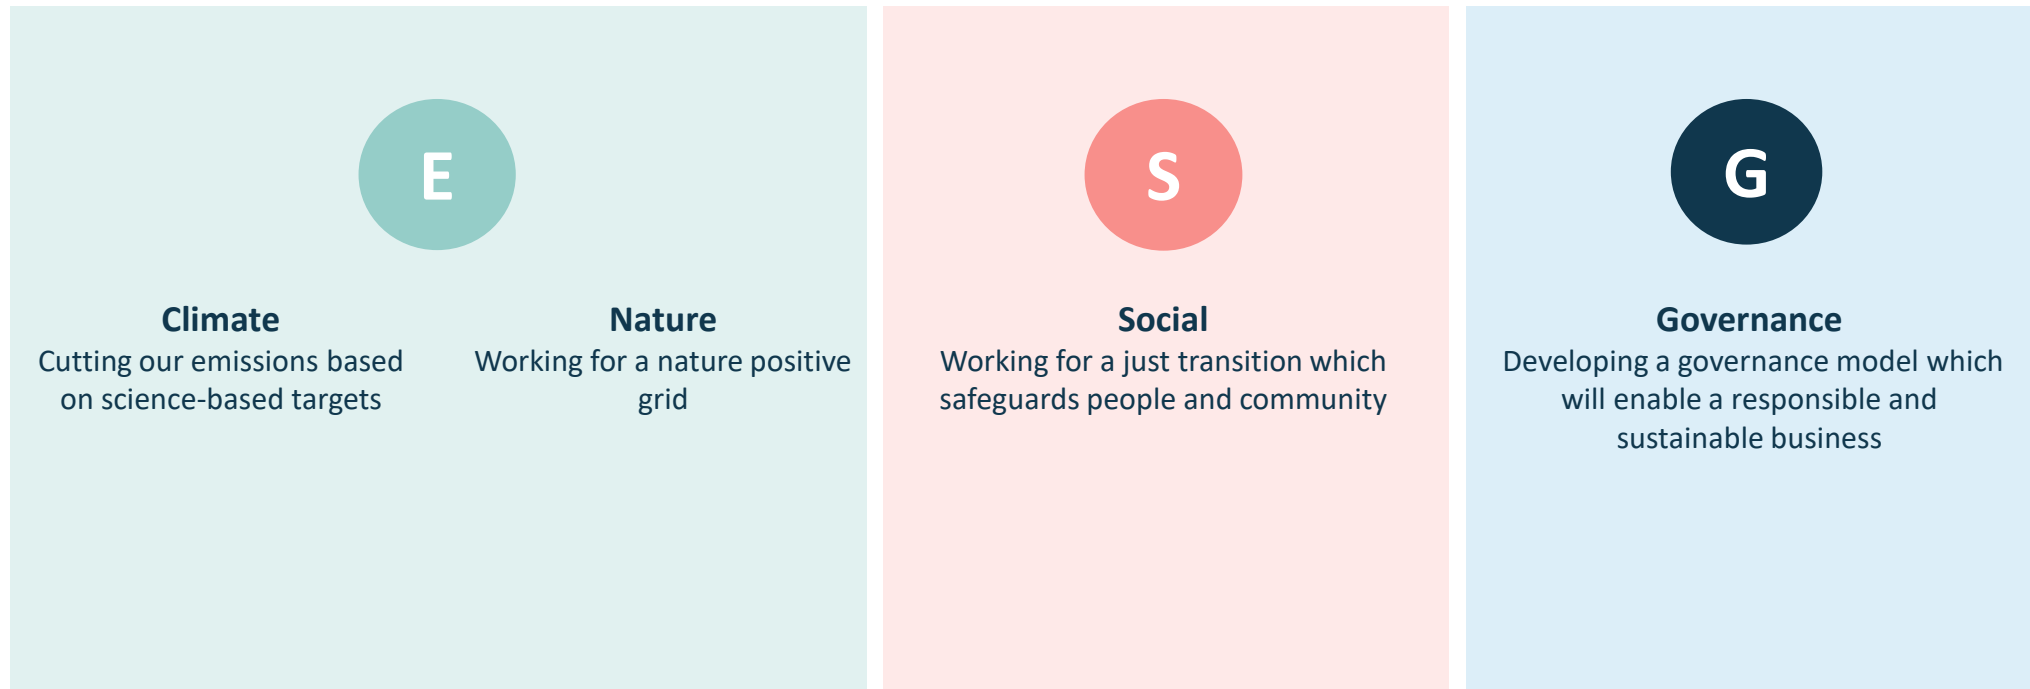 E
Climate
Cutting our emissions based
on science-based targets
Nature
Working for a nature positive
grid
S
Social
Working for a just transition which
safeguards people and community
G
Governance
Developing a governance model which
will enable a responsible and
sustainable business